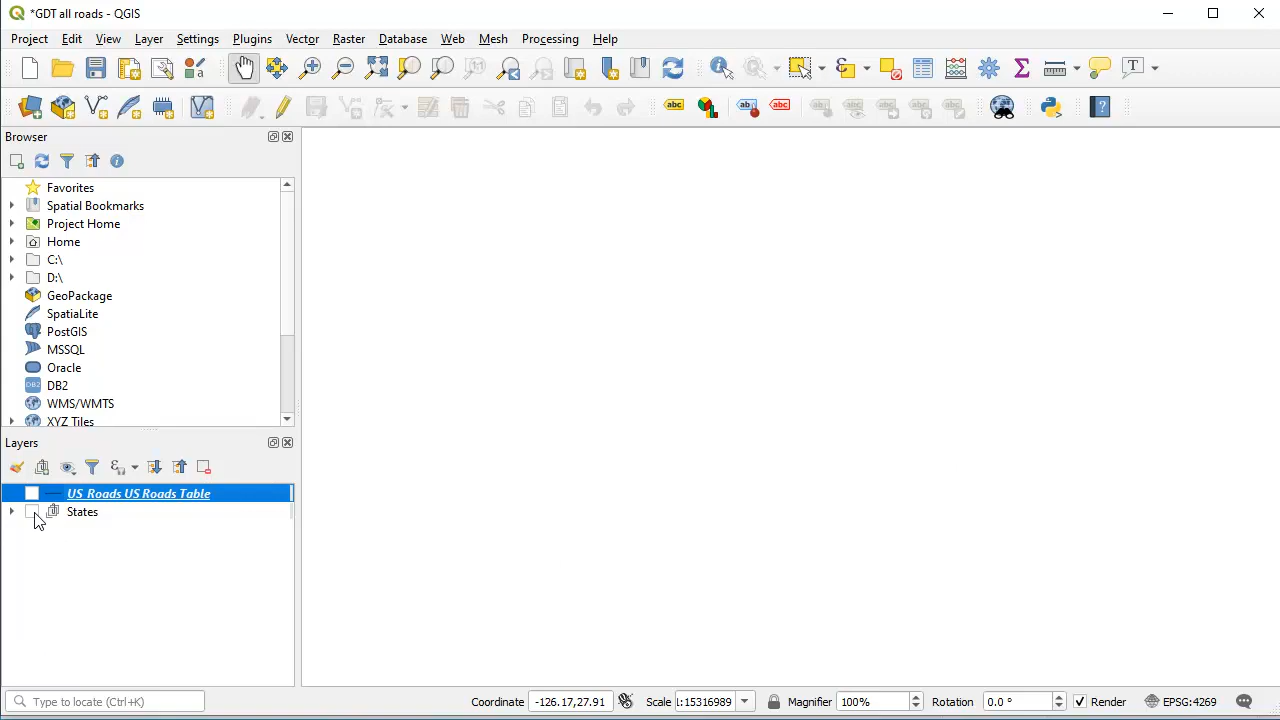 *GDT all roads - QGIS
Project Edit View Layer Settings Plugins Vector Raster Database Web Mesh Processing Help
Browser
Favorites
Spatial Bookmarks
Project Home
Home
C:\
D:\
GeoPackage
SpatiaLite
PostGIS
MSSQL
Oracle
DB2
WMS/WMTS
XYZ Tiles
Layers
US_Roads US Roads Table
States
Type to locate (Ctrl+K)
Coordinate -126.17,27.91 Scale 1:15316989 Magnifier 100% Rotation 0.0 ° Render EPSG:4269